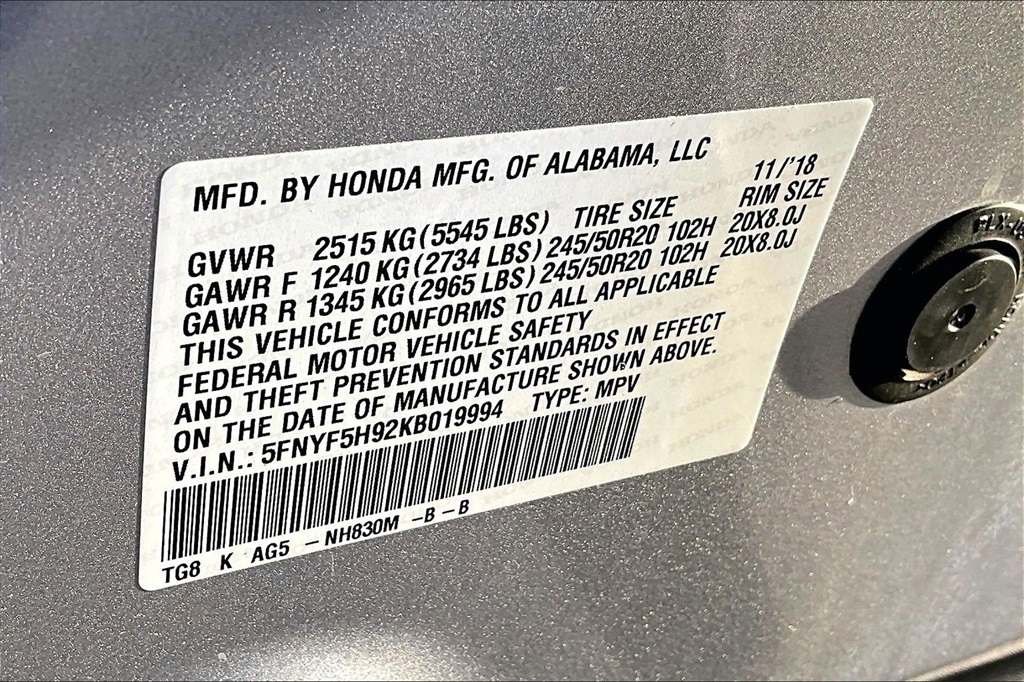 MFD. BY HONDA MFG. OF ALABAMA, LLC
11/'18
GVWR 2515 KG (5545 LBS) TIRE SIZE RIM SIZE
GAWR F 1240 KG (2734 LBS) 245/50R20 102H 20X8.0J
GAWR R 1345 KG (2965 LBS) 245/50R20 102H 20X8.0J
THIS VEHICLE CONFORMS TO ALL APPLICABLE
FEDERAL MOTOR VEHICLE SAFETY
AND THEFT PREVENTION STANDARDS IN EFFECT
ON THE DATE OF MANUFACTURE SHOWN ABOVE.
V.I.N.: 5FNYF5H92KB019994 TYPE: MPV
TG8 K AG5 -NH830M -B-B